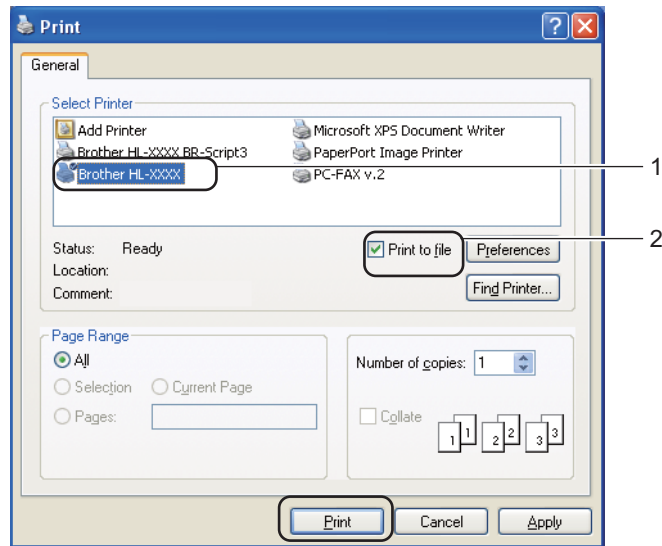 Print
General
Select Printer
Add Printer
Microsoft XPS Document Writer
Brother HL-XXXX BR-Script3
PaperPort Image Printer
Brother HL-XXXX
PC-FAX v.2
1
2
Status: Ready
Print to file
Preferences
Location:
Comment:
Find Printer...
Page Range
All
Number of copies: 1
Selection
Current Page
Pages:
Collate
1 1 2 2 3 3
Print
Cancel
Apply